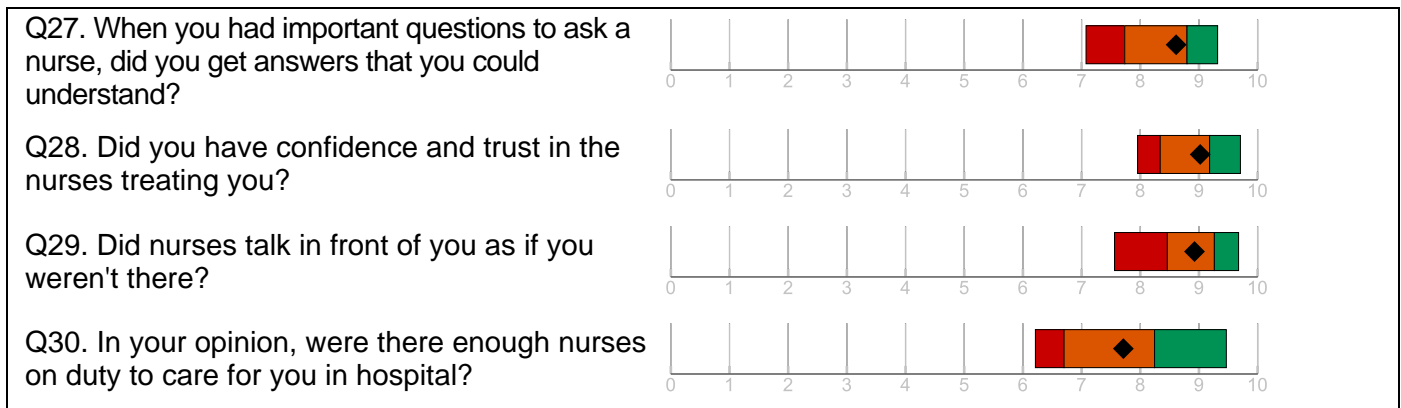 Q27. When you had important questions to ask a
nurse, did you get answers that you could
understand?
0 1 2 3 4 5 6 7 8 9 10
Q28. Did you have confidence and trust in the
nurses treating you?
0 1 2 3 4 5 6 7 8 9 10
Q29. Did nurses talk in front of you as if you
weren't there?
0 1 2 3 4 5 6 7 8 9 10
Q30. In your opinion, were there enough nurses
on duty to care for you in hospital?
0 1 2 3 4 5 6 7 8 9 10